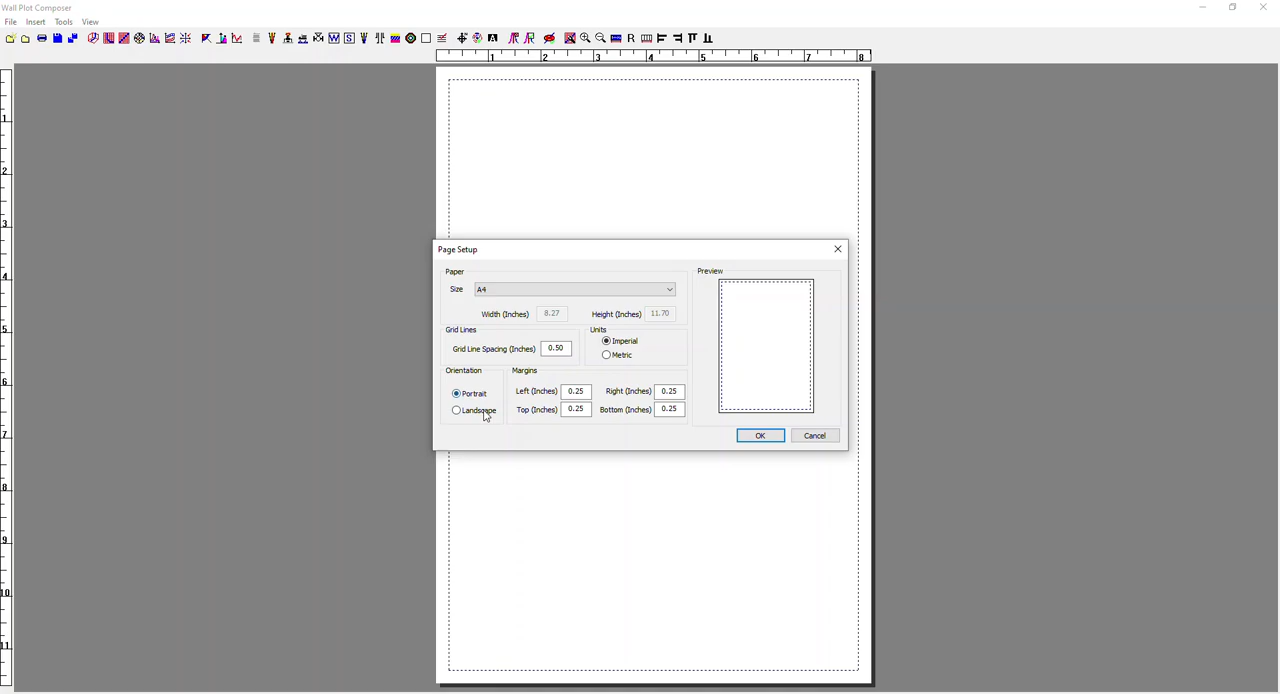 Wall Plot Composer
File Insert Tools View
W S R A R
1 2 3 4 5 6 7 8
1
2
3
4
5
6
7
8
9
10
11
Page Setup
Paper
Size A4
Width (Inches) 8.27 Height (Inches) 11.70
Grid Lines
Grid Line Spacing (Inches) 0.50
Units
Imperial
Metric
Orientation
Portrait
Landscape
Margins
Left (Inches) 0.25 Right (Inches) 0.25
Top (Inches) 0.25 Bottom (Inches) 0.25
Preview
OK Cancel